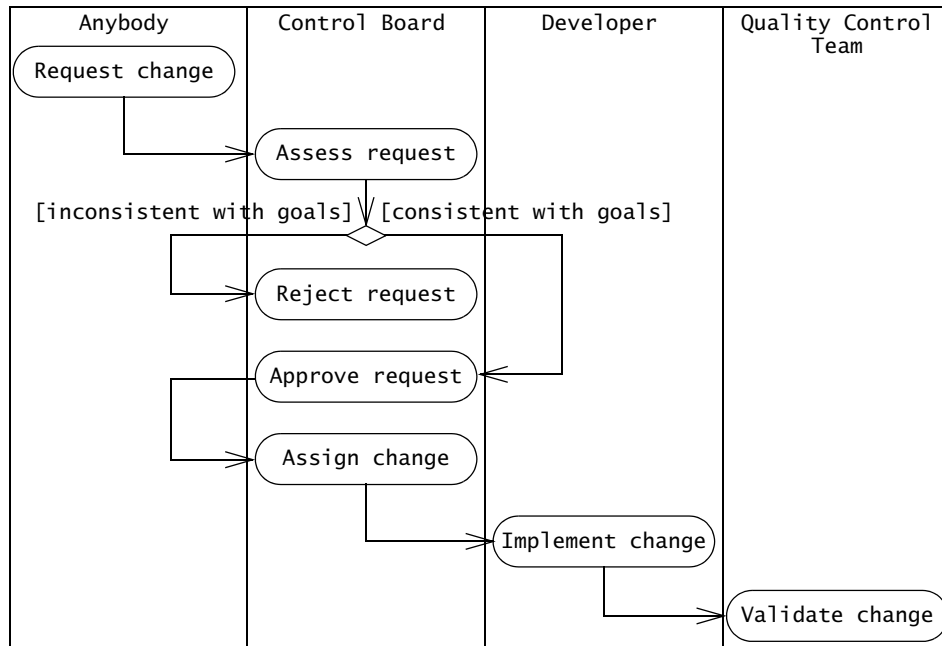 Anybody
Control Board
Developer
Quality Control
Team
Request change
Assess request
[inconsistent with goals]
[consistent with goals]
Reject request
Approve request
Assign change
Implement change
Validate change